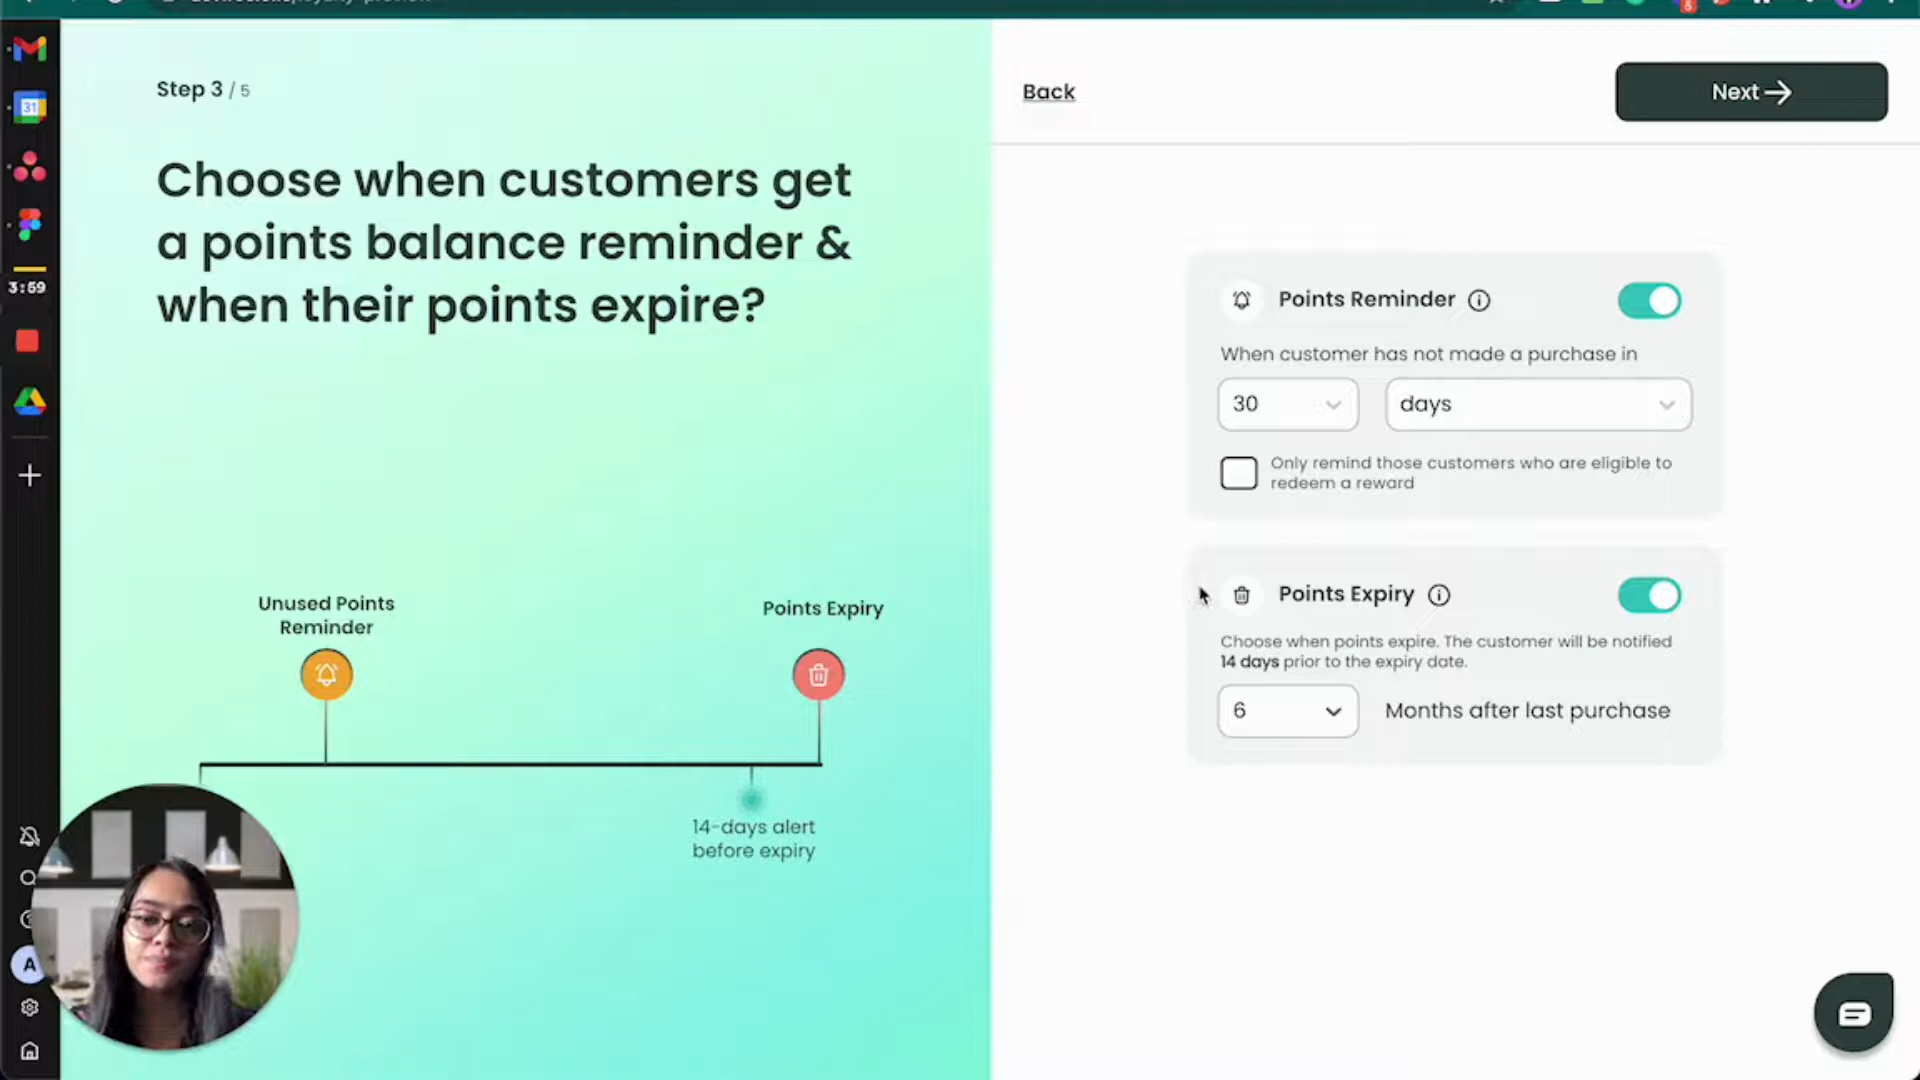 31
3:59
A
Step 3 / 5
Choose when customers get
a points balance reminder &
when their points expire?
Unused Points
Reminder
Points Expiry
14-days alert
before expiry
Back
Next
Points Reminder
When customer has not made a purchase in
30
days
Only remind those customers who are eligible to
redeem a reward
Points Expiry
Choose when points expire. The customer will be notified
14 days prior to the expiry date.
6
Months after last purchase